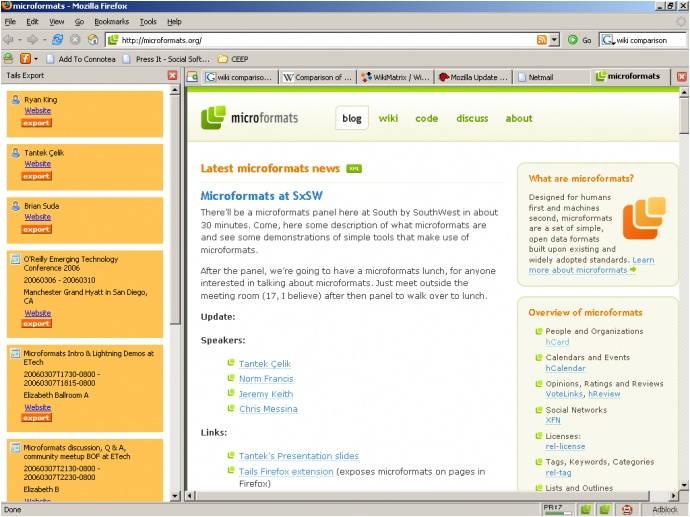 microformats - Mozilla Firefox
File Edit View Go Bookmarks Tools Help
http://microformats.org/ Go wiki comparison
Add To Connotea Press It - Social Soft... CEEP
Tails Export
wiki compariso... Comparison of ... WikiMatrix / Wi... Mozilla Update ... Netmail microformats
Ryan King
Website
export
Tantek Çelik
Website
export
Brian Suda
Website
export
O'Reilly Emerging Technology
Conference 2006
20060306 - 20060310
Manchester Grand Hyatt in San Diego,
CA
Website
export
Microformats Intro & Lightning Demos at
ETech
20060307T1730-0800 -
20060307T1815-0800
Elizabeth Ballroom A
Website
export
Microformats discussion, Q & A,
community meetup BOF at ETech
20060307T2130-0800 -
20060307T2230-0800
Elizabeth B
Website
microformats
blog wiki code discuss about
Latest microformats news XML
Microformats at SxSW
There'll be a microformats panel here at South by SouthWest in about
30 minutes. Come, here some description of what microformats are
and see some demonstrations of simple tools that make use of
microformats.
After the panel, we're going to have a microformats lunch, for anyone
interested in talking about microformats. Just meet outside the
meeting room (17, I believe) after then panel to walk over to lunch.
Update:
Speakers:
Tantek Çelik
Norm Francis
Jeremy Keith
Chris Messina
Links:
Tantek's Presentation slides
Tails Firefox extension (exposes microformats on pages in
Firefox)
What are microformats?
Designed for humans
first and machines
second, microformats
are a set of simple,
open data formats
built upon existing and
widely adopted standards. Learn
more about microformats
Overview of microformats
People and Organizations
hCard
Calendars and Events
hCalendar
Opinions, Ratings and Reviews
VoteLinks, hReview
Social Networks
XFN
Licenses:
rel-license
Tags, Keywords, Categories
rel-tag
Lists and Outlines
Done PR:7 Adblock